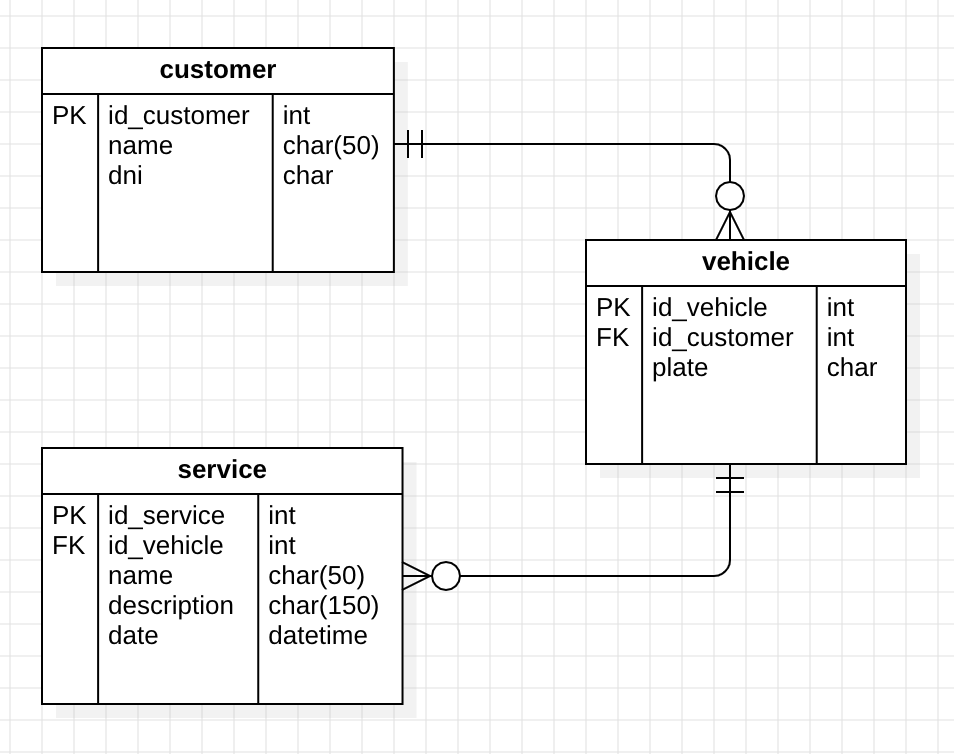 customer
PK id_customer int
name char(50)
dni char
vehicle
PK id_vehicle int
FK id_customer int
plate char
service
PK id_service int
FK id_vehicle int
name char(50)
description char(150)
date datetime